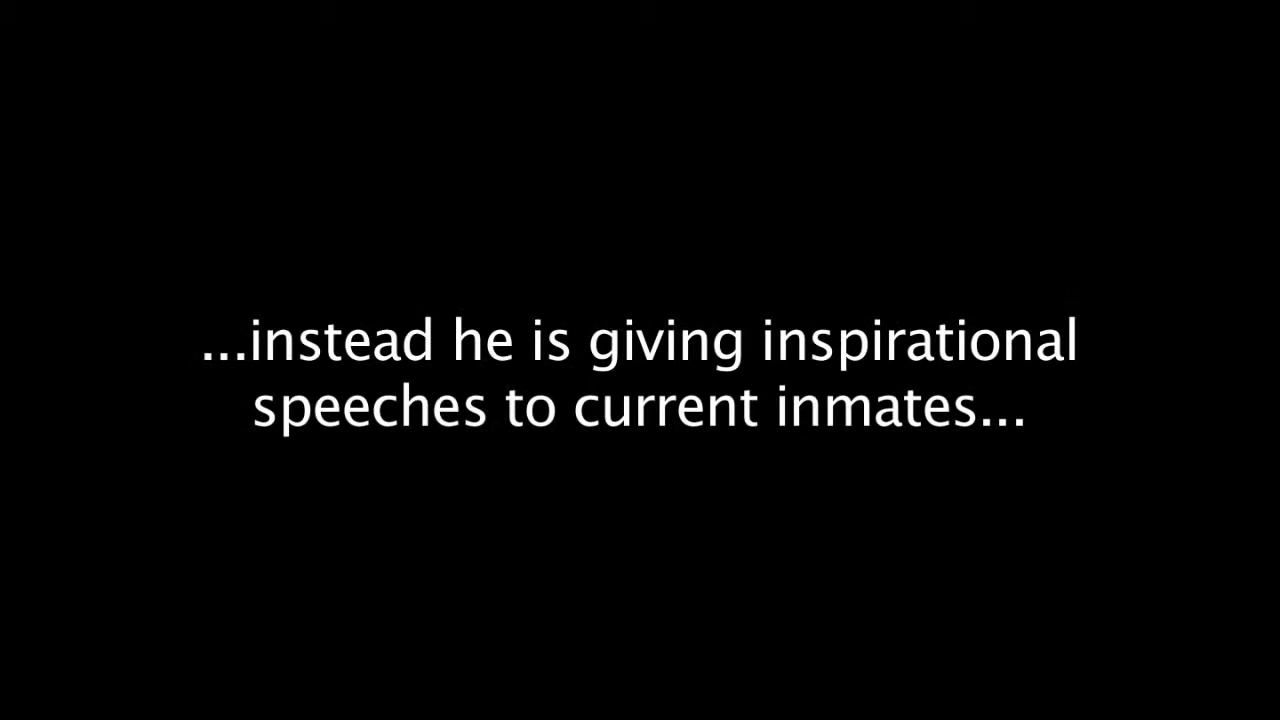 ...instead he is giving inspirational
speeches to current inmates...